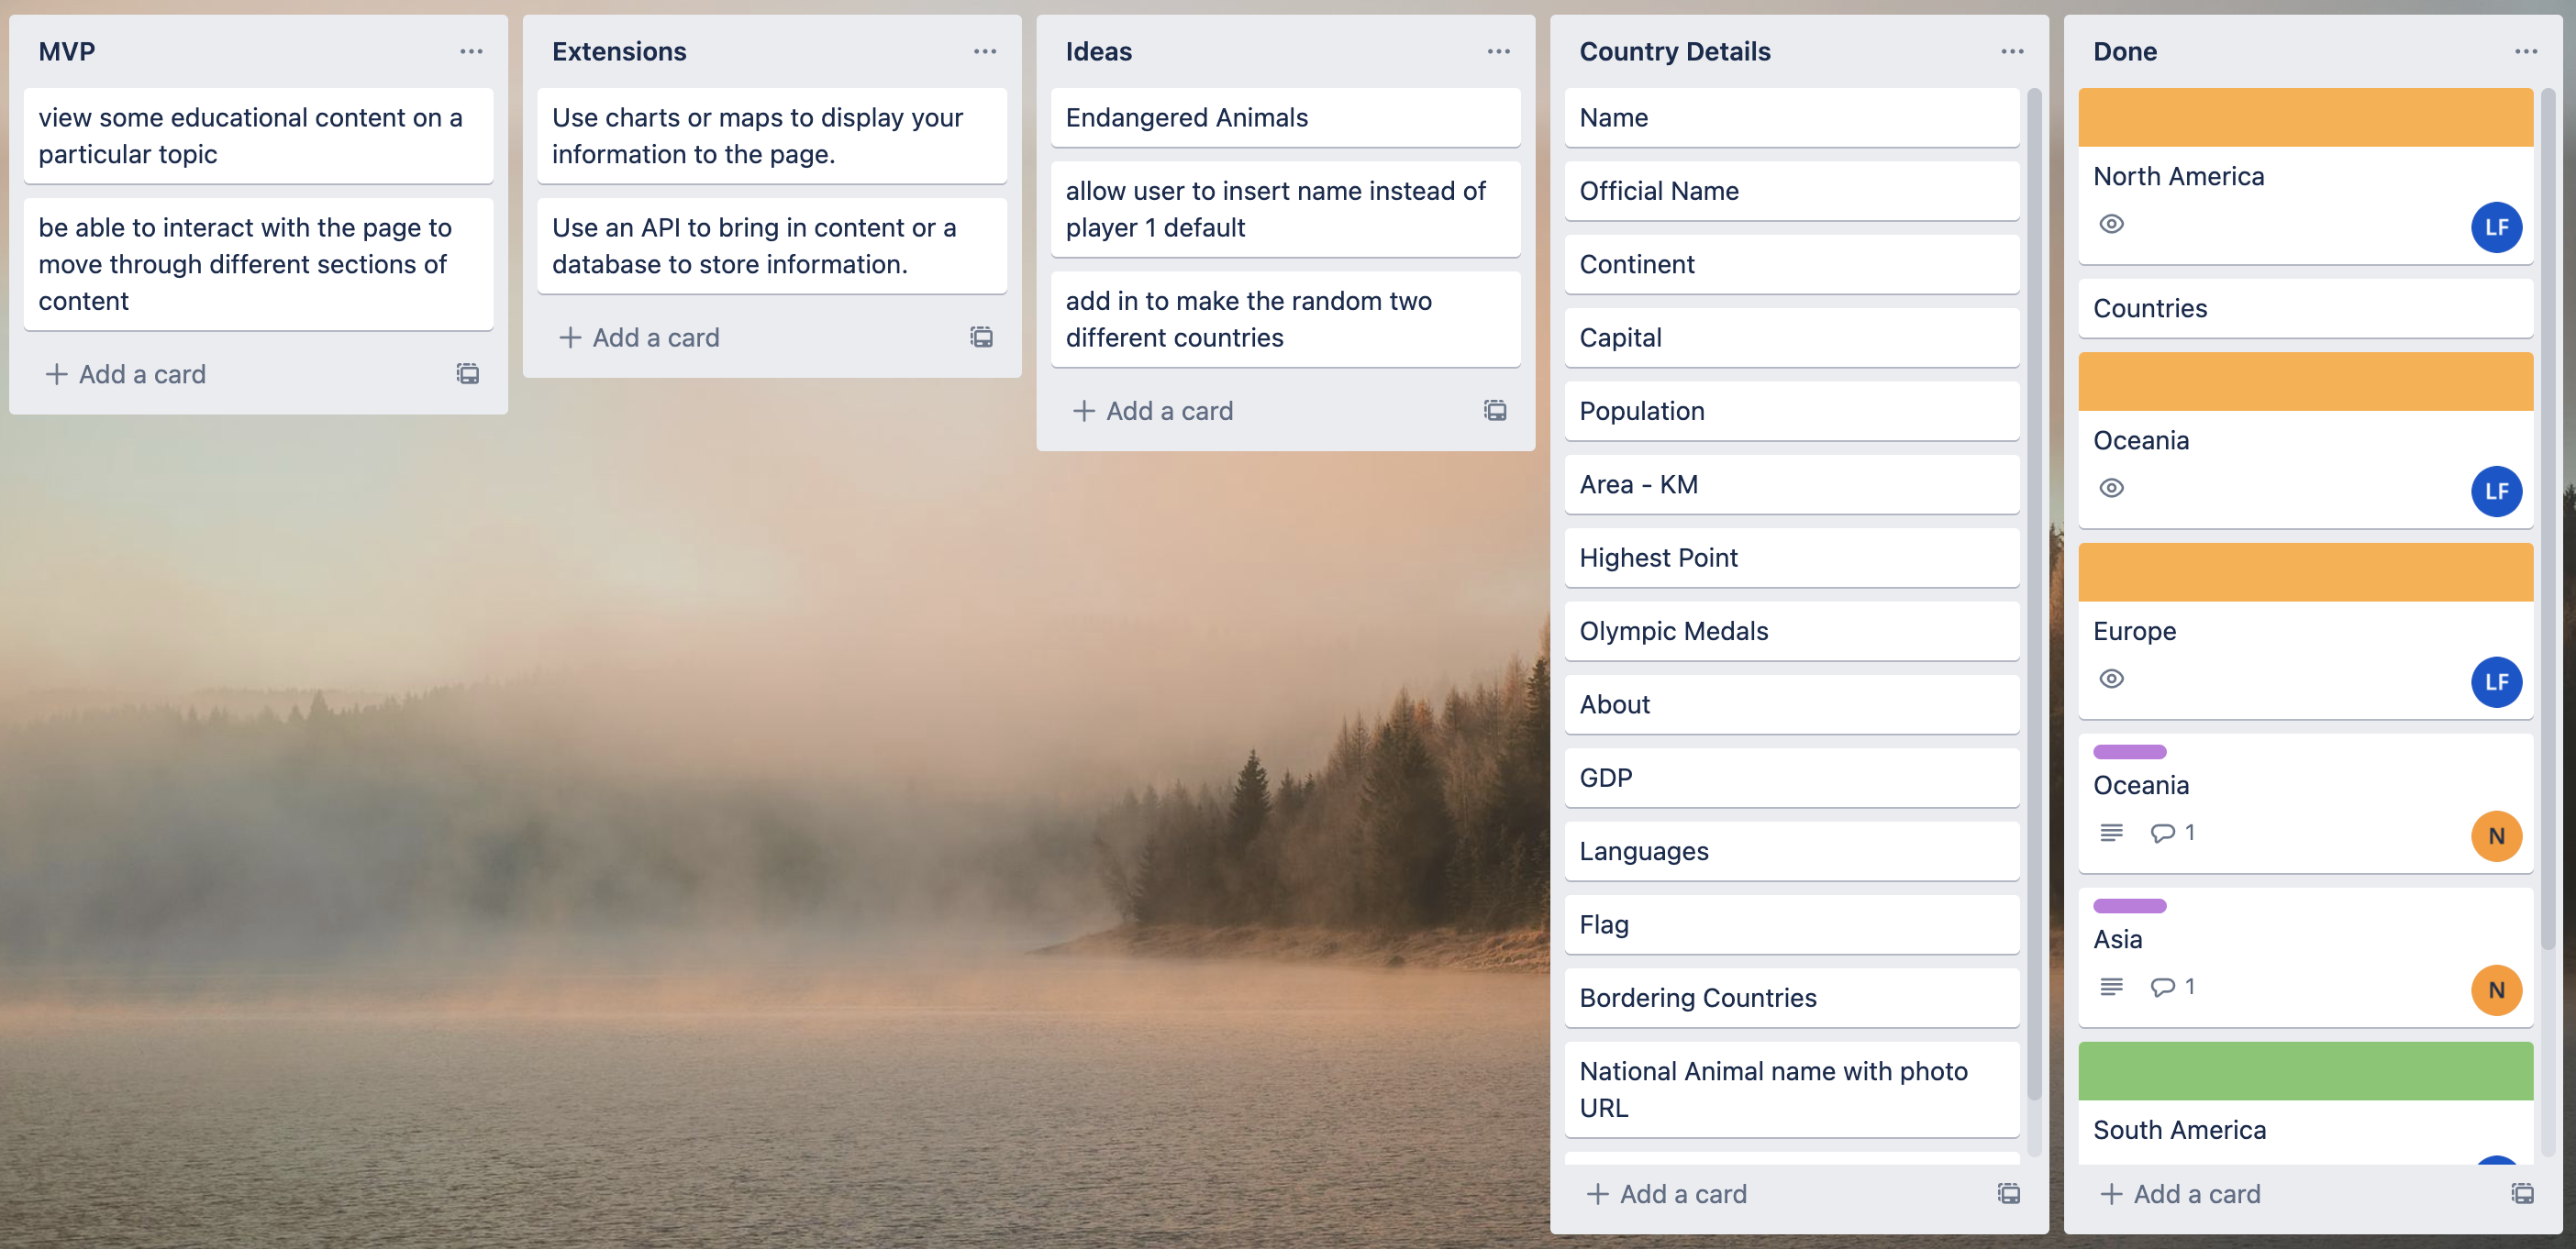 MVP
view some educational content on a
particular topic
be able to interact with the page to
move through different sections of
content
Add a card
Extensions
Use charts or maps to display your
information to the page.
Use an API to bring in content or a
database to store information.
Add a card
Ideas
Endangered Animals
allow user to insert name instead of
player 1 default
add in to make the random two
different countries
Add a card
Country Details
Name
Official Name
Continent
Capital
Population
Area - KM
Highest Point
Olympic Medals
About
GDP
Languages
Flag
Bordering Countries
National Animal name with photo
URL
Add a card
Done
North America
LF
Countries
Oceania
LF
Europe
LF
Oceania
1
N
Asia
1
N
South America
Add a card